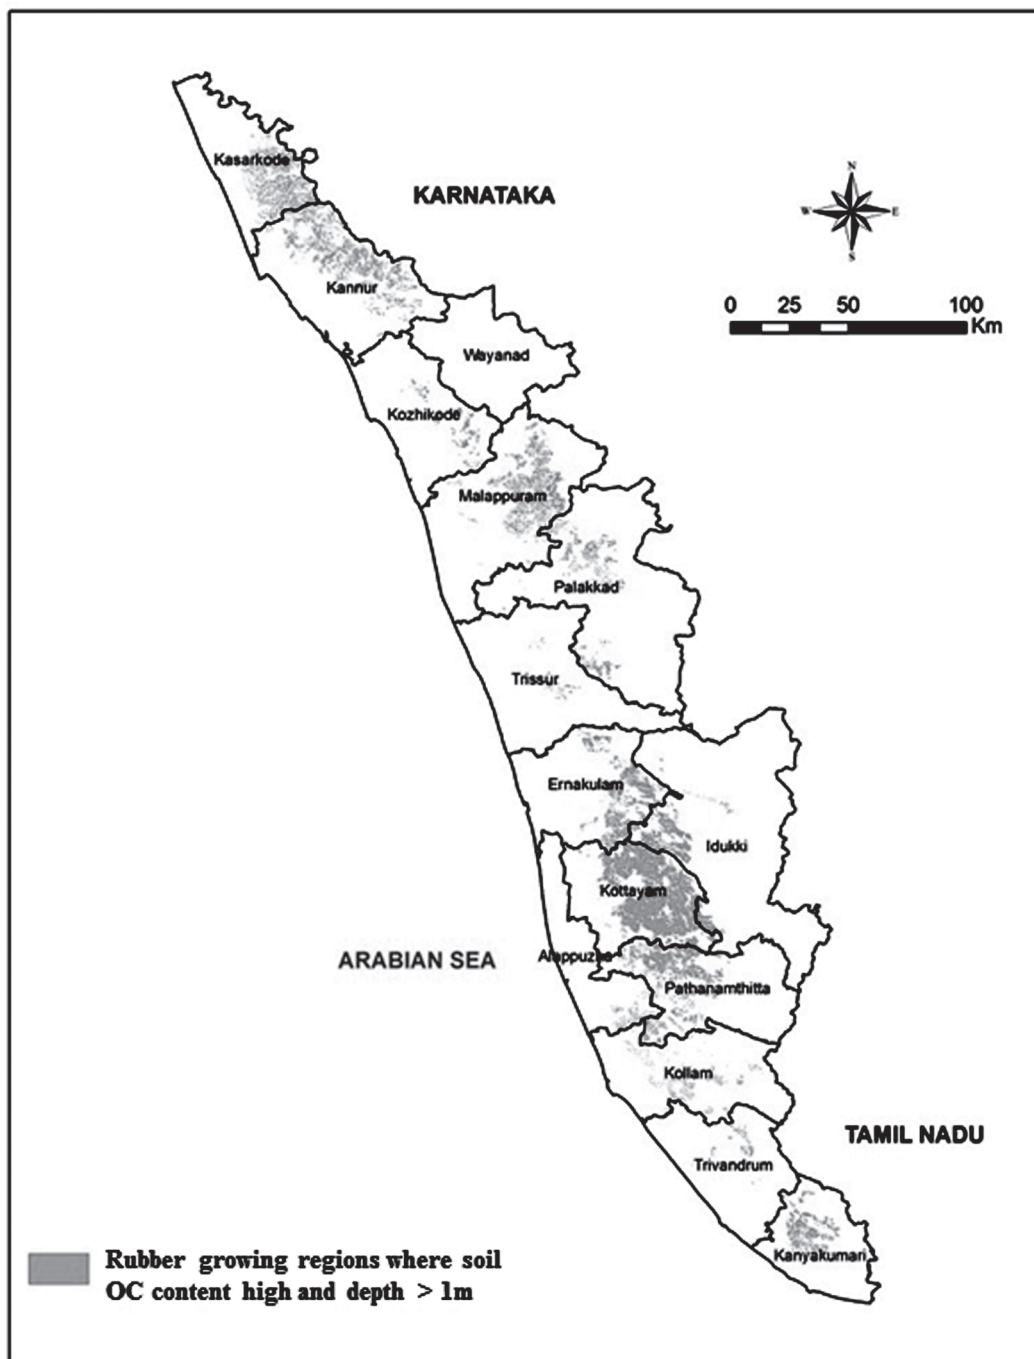 Kasarkode
KARNATAKA
N
W
E
S
Kannur
0 25 50 100
Km
Wayanad
Kozhikode
Malappuram
Palakkad
Trissur
Ernakulam
Idukki
Kottayam
ARABIAN SEA
Pathanamthitta
Kollam
TAMIL NADU
Trivandrum
Kanyakumari
Rubber growing regions where soil
OC content high and depth > 1m